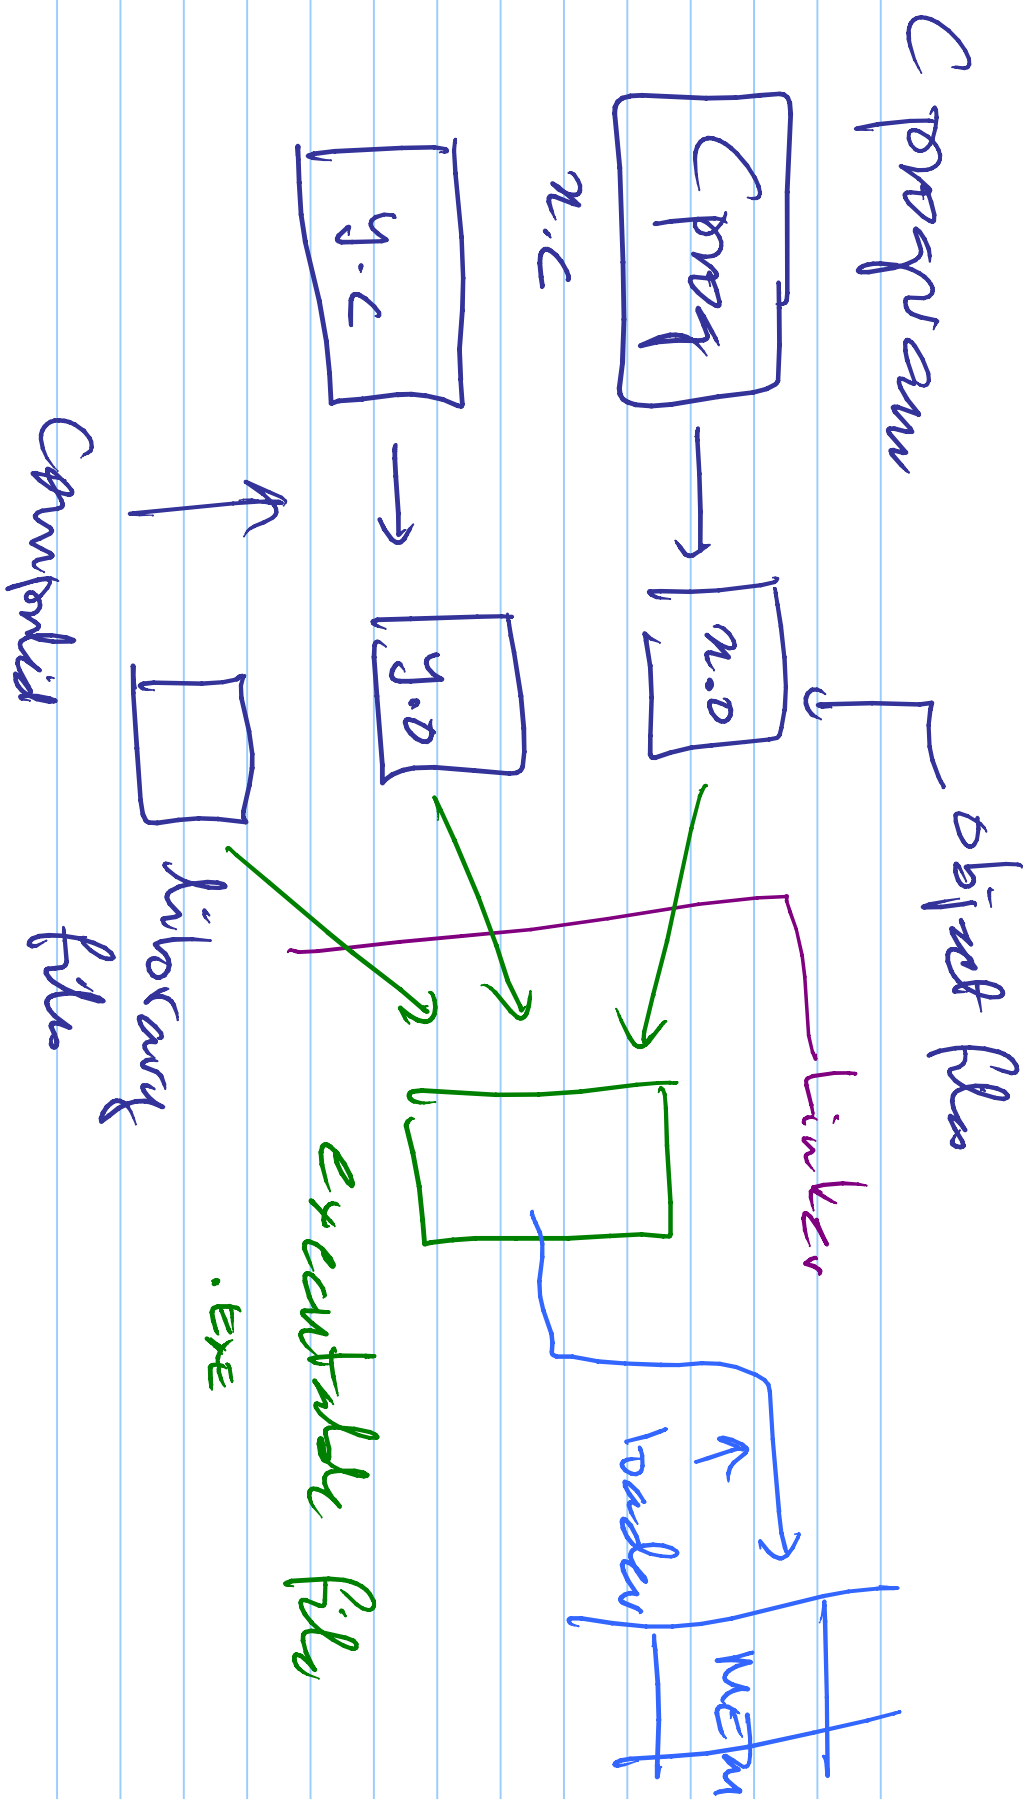 C program
object files
C prog
x.o
Linker
x.c
loader
MEM
y.c
y.o
executable file
.EXE
library
files
Compiled